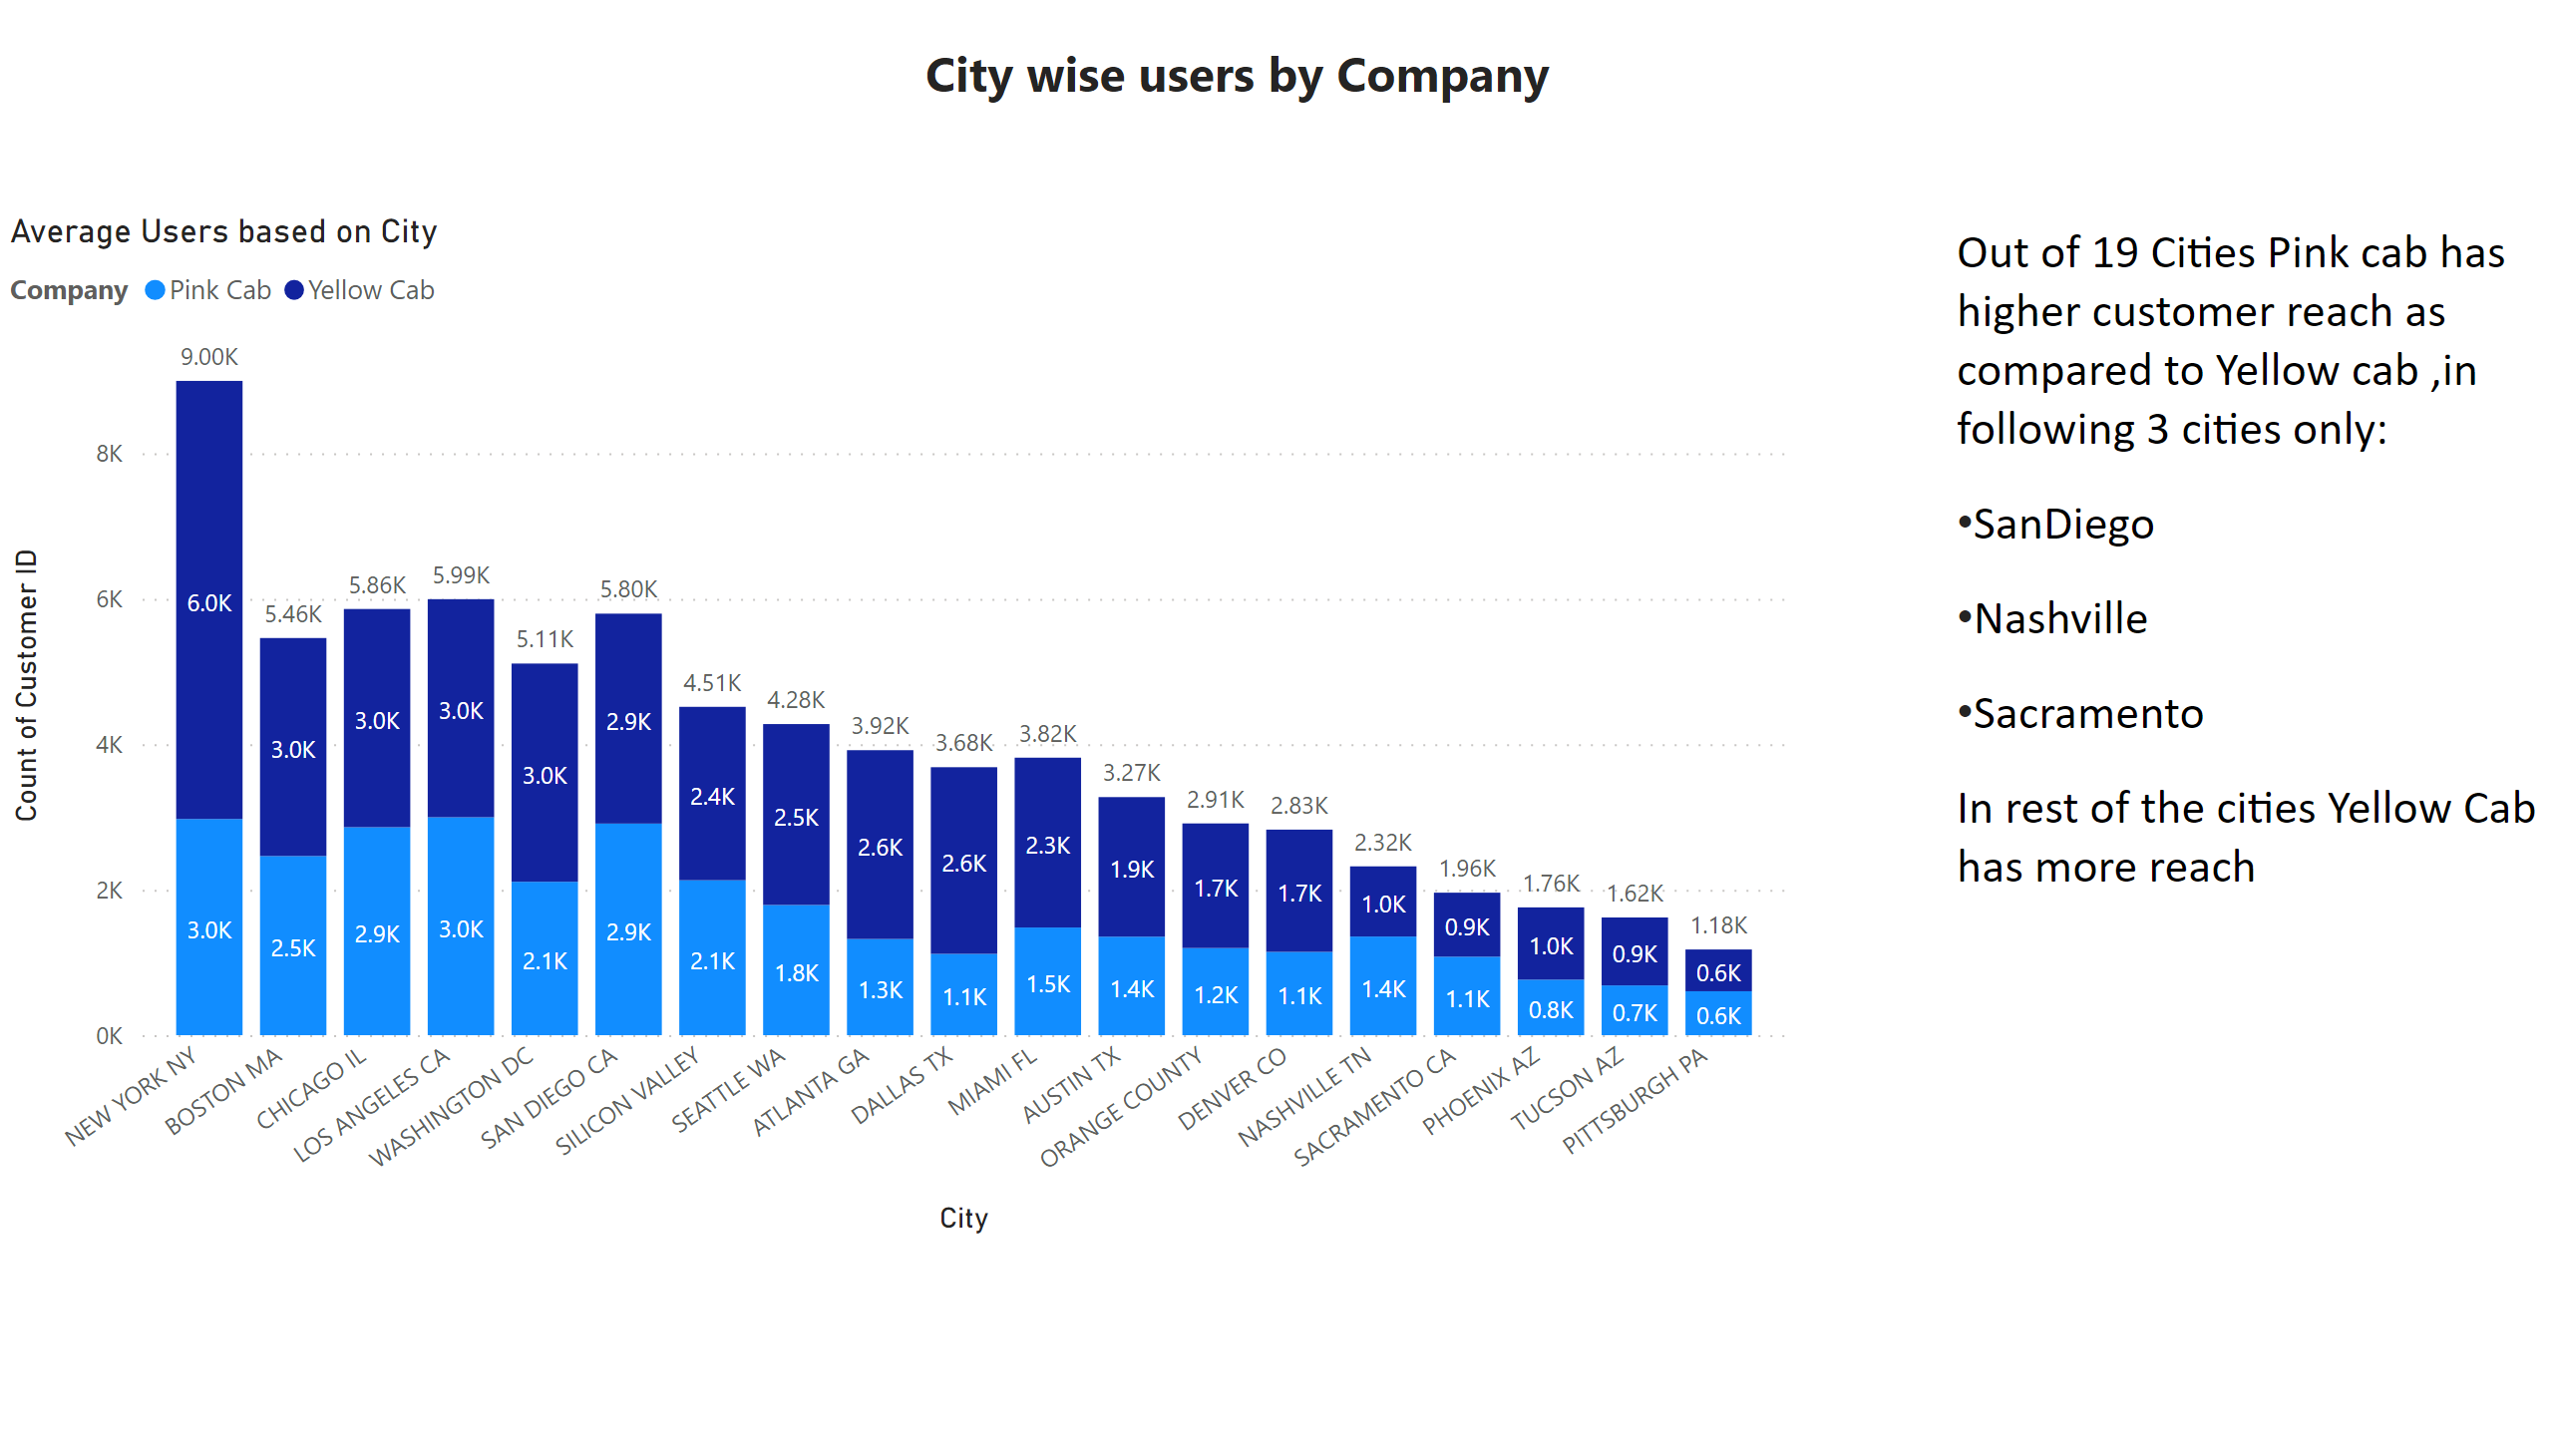 City wise users by Company
Average Users based on City
Company Pink Cab Yellow Cab
Count of Customer ID
8K
6K
4K
2K
0K
9.00K
5.46K
5.86K
5.99K
5.11K
5.80K
4.51K
4.28K
3.92K
3.68K
3.82K
3.27K
2.91K
2.83K
2.32K
1.96K
1.76K
1.62K
1.18K
6.0K
3.0K
3.0K
3.0K
3.0K
2.9K
2.4K
2.5K
2.6K
2.6K
2.3K
1.9K
1.7K
1.7K
1.0K
0.9K
1.0K
0.9K
0.6K
3.0K
2.5K
2.9K
3.0K
2.1K
2.9K
2.1K
1.8K
1.3K
1.1K
1.5K
1.4K
1.2K
1.1K
1.4K
1.1K
0.8K
0.7K
0.6K
NEW YORK NY
BOSTON MA
CHICAGO IL
LOS ANGELES CA
WASHINGTON DC
SAN DIEGO CA
SILICON VALLEY
SEATTLE WA
ATLANTA GA
DALLAS TX
MIAMI FL
AUSTIN TX
ORANGE COUNTY
DENVER CO
NASHVILLE TN
SACRAMENTO CA
PHOENIX AZ
TUCSON AZ
PITTSBURGH PA
City
Out of 19 Cities Pink cab has
higher customer reach as
compared to Yellow cab ,in
following 3 cities only:
•SanDiego
•Nashville
•Sacramento
In rest of the cities Yellow Cab
has more reach